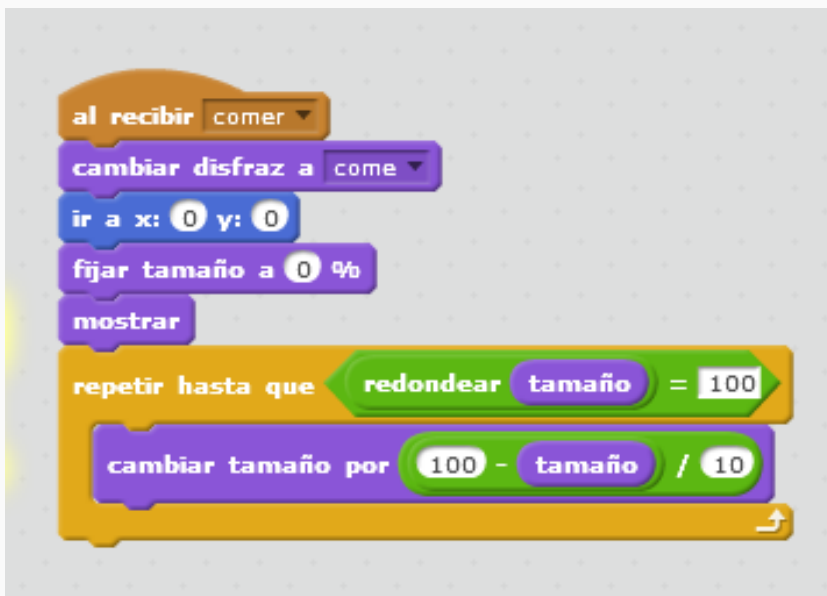 al recibir comer
cambiar disfraz a come
ir a x: 0 y: 0
fijar tamaño a 0 %
mostrar
repetir hasta que redondear tamaño = 100
cambiar tamaño por 100 - tamaño / 10